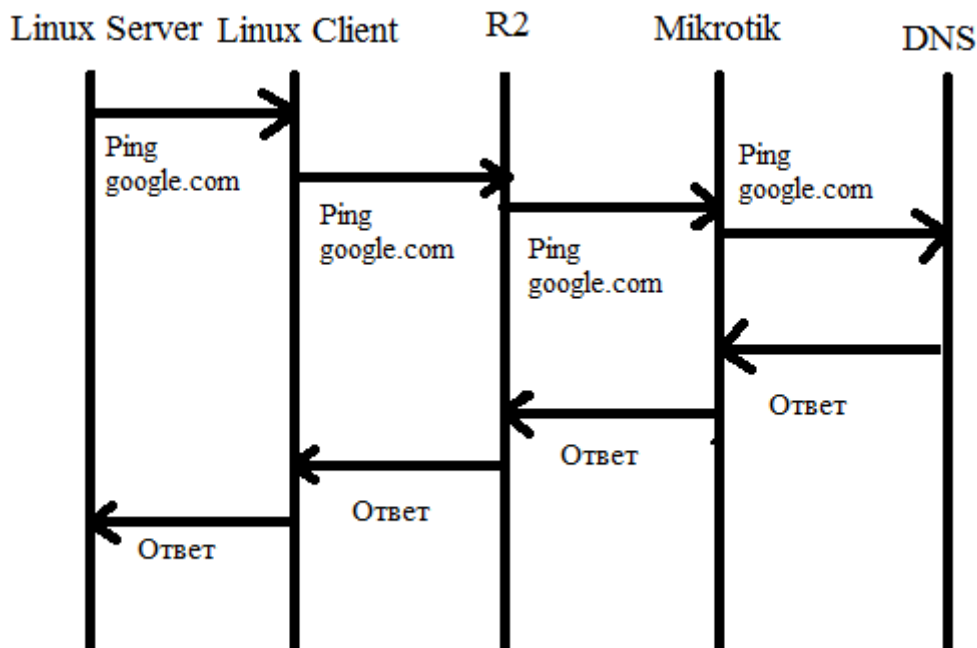 Linux Server
Linux Client
R2
Mikrotik
DNS
Ping
google.com
Ping
google.com
Ping
google.com
Ping
google.com
Ответ
Ответ
Ответ
Ответ